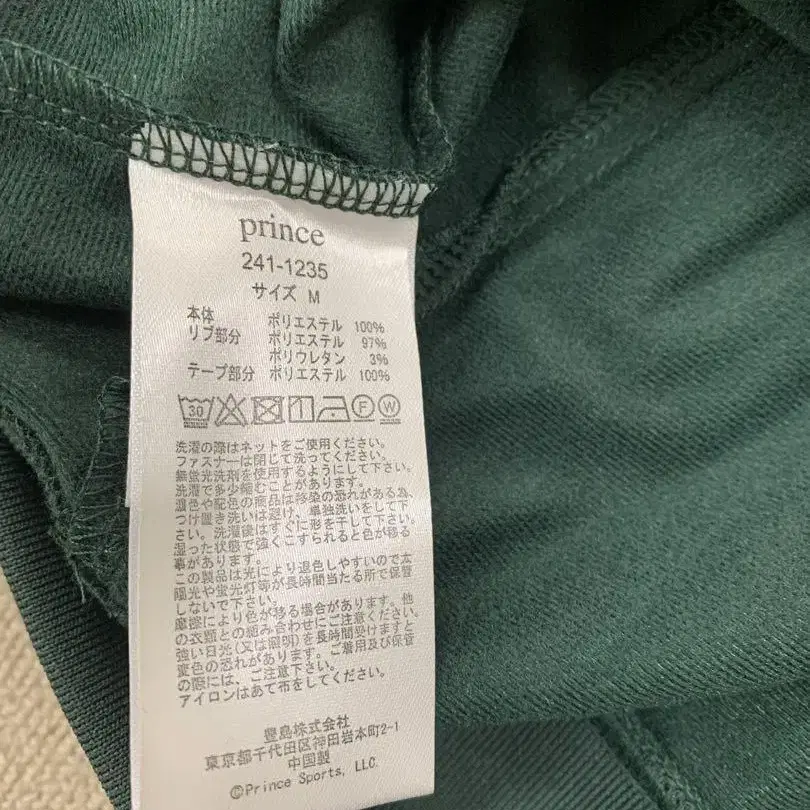 prince
241-1235
サイズ M
本体 ポリエステル 100%
リブ部分 ポリエステル 97%
ポリウレタン 3%
テープ部分 ポリエステル 100%
30 F W
洗濯の際はネットをご使用ください。
ファスナーは閉じて洗ってください。
無蛍光洗剤を使用するようにして下さい。
洗濯で多少縮むことがあります。
濃色や配色の商品は移染の恐れがある為、
つけ置き洗いは避け、単独洗いをして下
さい。洗濯後はすぐに形を干して下さい。
湿った状態で強くこすられると色が移る
事があります。
この製品は光により退色しやすいので太
陽光や蛍光灯等が長時間当たる所で保管
しないで下さい。
摩擦により色が移る場合があります。他
の衣類との組み合わせにご注意ください。
強い日光(又は照明)を長時間受けますと
変色の恐れがあります。ご着用及び保管
の際には、ご注意下さい。
アイロンはあて布をしてください。
豊島株式会社
東京都千代田区神田岩本町2-1
中国製
©Prince Sports, LLC.